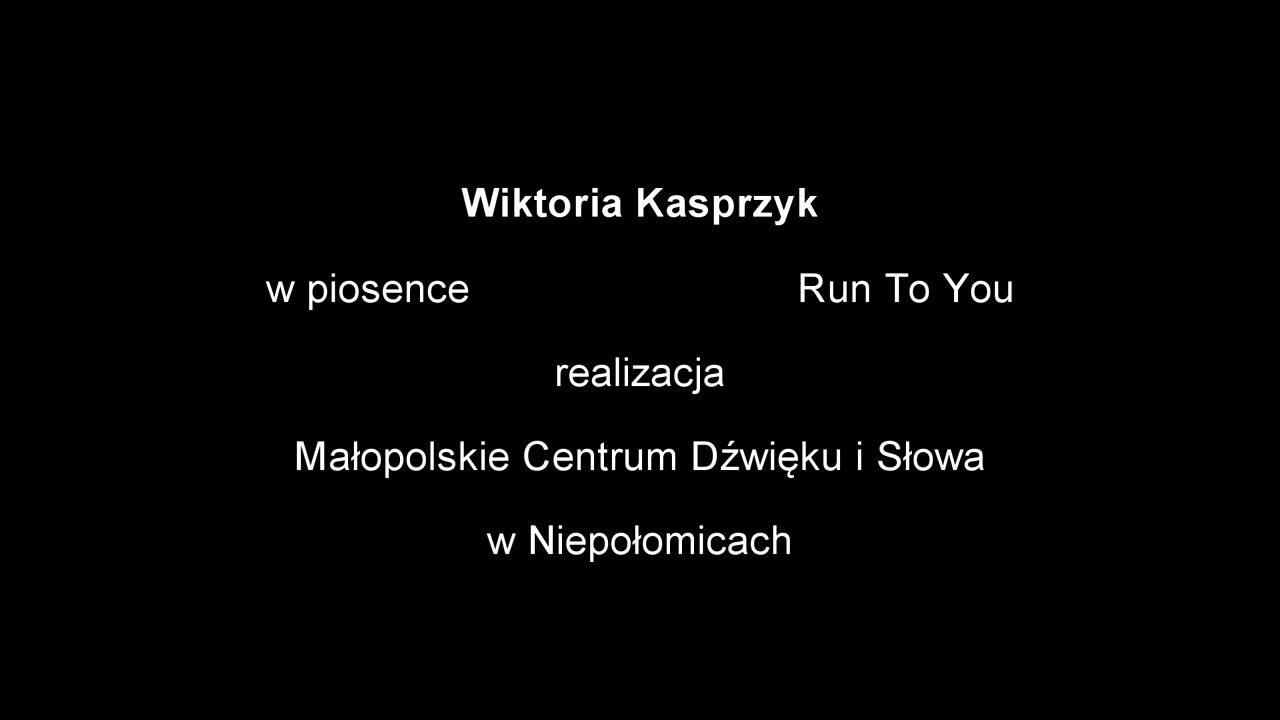 Wiktoria Kasprzyk
w piosence Run To You
realizacja
Małopolskie Centrum Dźwięku i Słowa
w Niepołomicach